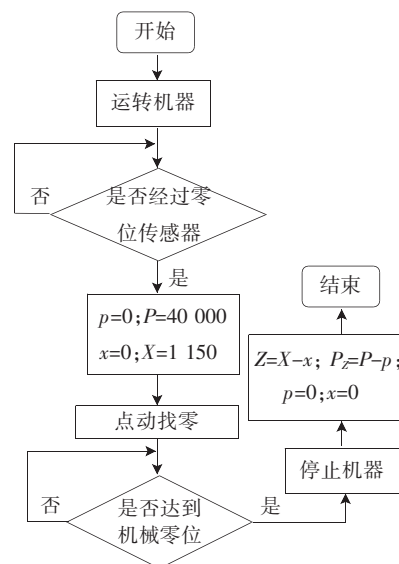 开始
运转机器
是否经过零
位传感器
否
是
p=0;P=40 000
x=0;X=1 150
点动找零
是否达到
机械零位
否
是
停止机器
Z=X-x; P_Z=P-p;
p=0;x=0
结束